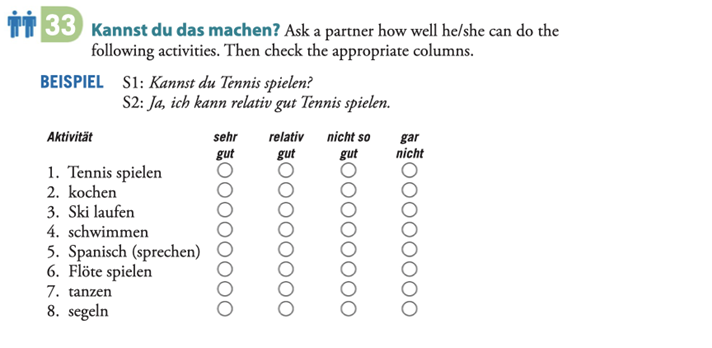 33 Kannst du das machen? Ask a partner how well he/she can do the
following activities. Then check the appropriate columns.
BEISPIEL S1: Kannst du Tennis spielen?
S2: Ja, ich kann relativ gut Tennis spielen.
Aktivität sehr gut relativ gut nicht so gut gar nicht
1. Tennis spielen
2. kochen
3. Ski laufen
4. schwimmen
5. Spanisch (sprechen)
6. Flöte spielen
7. tanzen
8. segeln